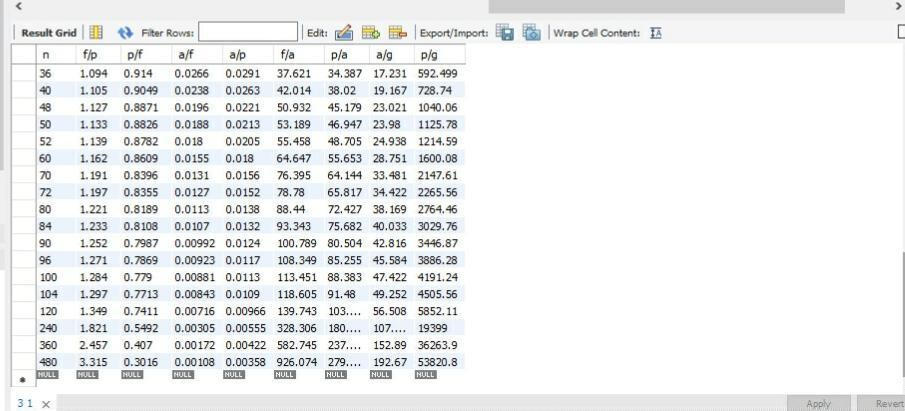 Result Grid Filter Rows: Edit: Export/Import: Wrap Cell Content:
n f/p p/f a/f a/p f/a p/a a/g p/g
36 1.094 0.914 0.0266 0.0291 37.621 34.387 17.231 592.499
40 1.105 0.9049 0.0238 0.0263 42.014 38.02 19.167 728.74
48 1.127 0.8871 0.0196 0.0221 50.932 45.179 23.021 1040.06
50 1.133 0.8826 0.0188 0.0213 53.189 46.947 23.98 1125.78
52 1.139 0.8782 0.018 0.0205 55.458 48.705 24.938 1214.59
60 1.162 0.8609 0.0155 0.018 64.647 55.653 28.751 1600.08
70 1.191 0.8396 0.0131 0.0156 76.395 64.144 33.481 2147.61
72 1.197 0.8355 0.0127 0.0152 78.78 65.817 34.422 2265.56
80 1.221 0.8189 0.0113 0.0138 88.44 72.427 38.169 2764.46
84 1.233 0.8108 0.0107 0.0132 93.343 75.682 40.033 3029.76
90 1.252 0.7987 0.00992 0.0124 100.789 80.504 42.816 3446.87
96 1.271 0.7869 0.00923 0.0117 108.349 85.255 45.584 3886.28
100 1.284 0.779 0.00881 0.0113 113.451 88.383 47.422 4191.24
104 1.297 0.7713 0.00843 0.0109 118.605 91.48 49.252 4505.56
120 1.349 0.7411 0.00716 0.00966 139.743 103.... 56.508 5852.11
240 1.821 0.5492 0.00305 0.00555 328.306 180.... 107.... 19399
360 2.457 0.407 0.00172 0.00422 582.745 237.... 152.89 36263.9
480 3.315 0.3016 0.00108 0.00358 926.074 279.... 192.67 53820.8
NULL NULL NULL NULL NULL NULL NULL NULL NULL
3 1 Apply Revert